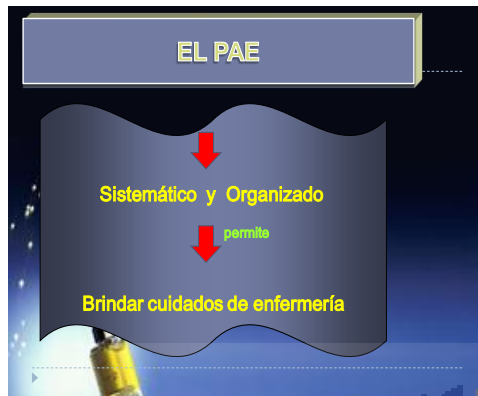 EL PAE
Sistemático y Organizado
permite
Brindar cuidados de enfermería